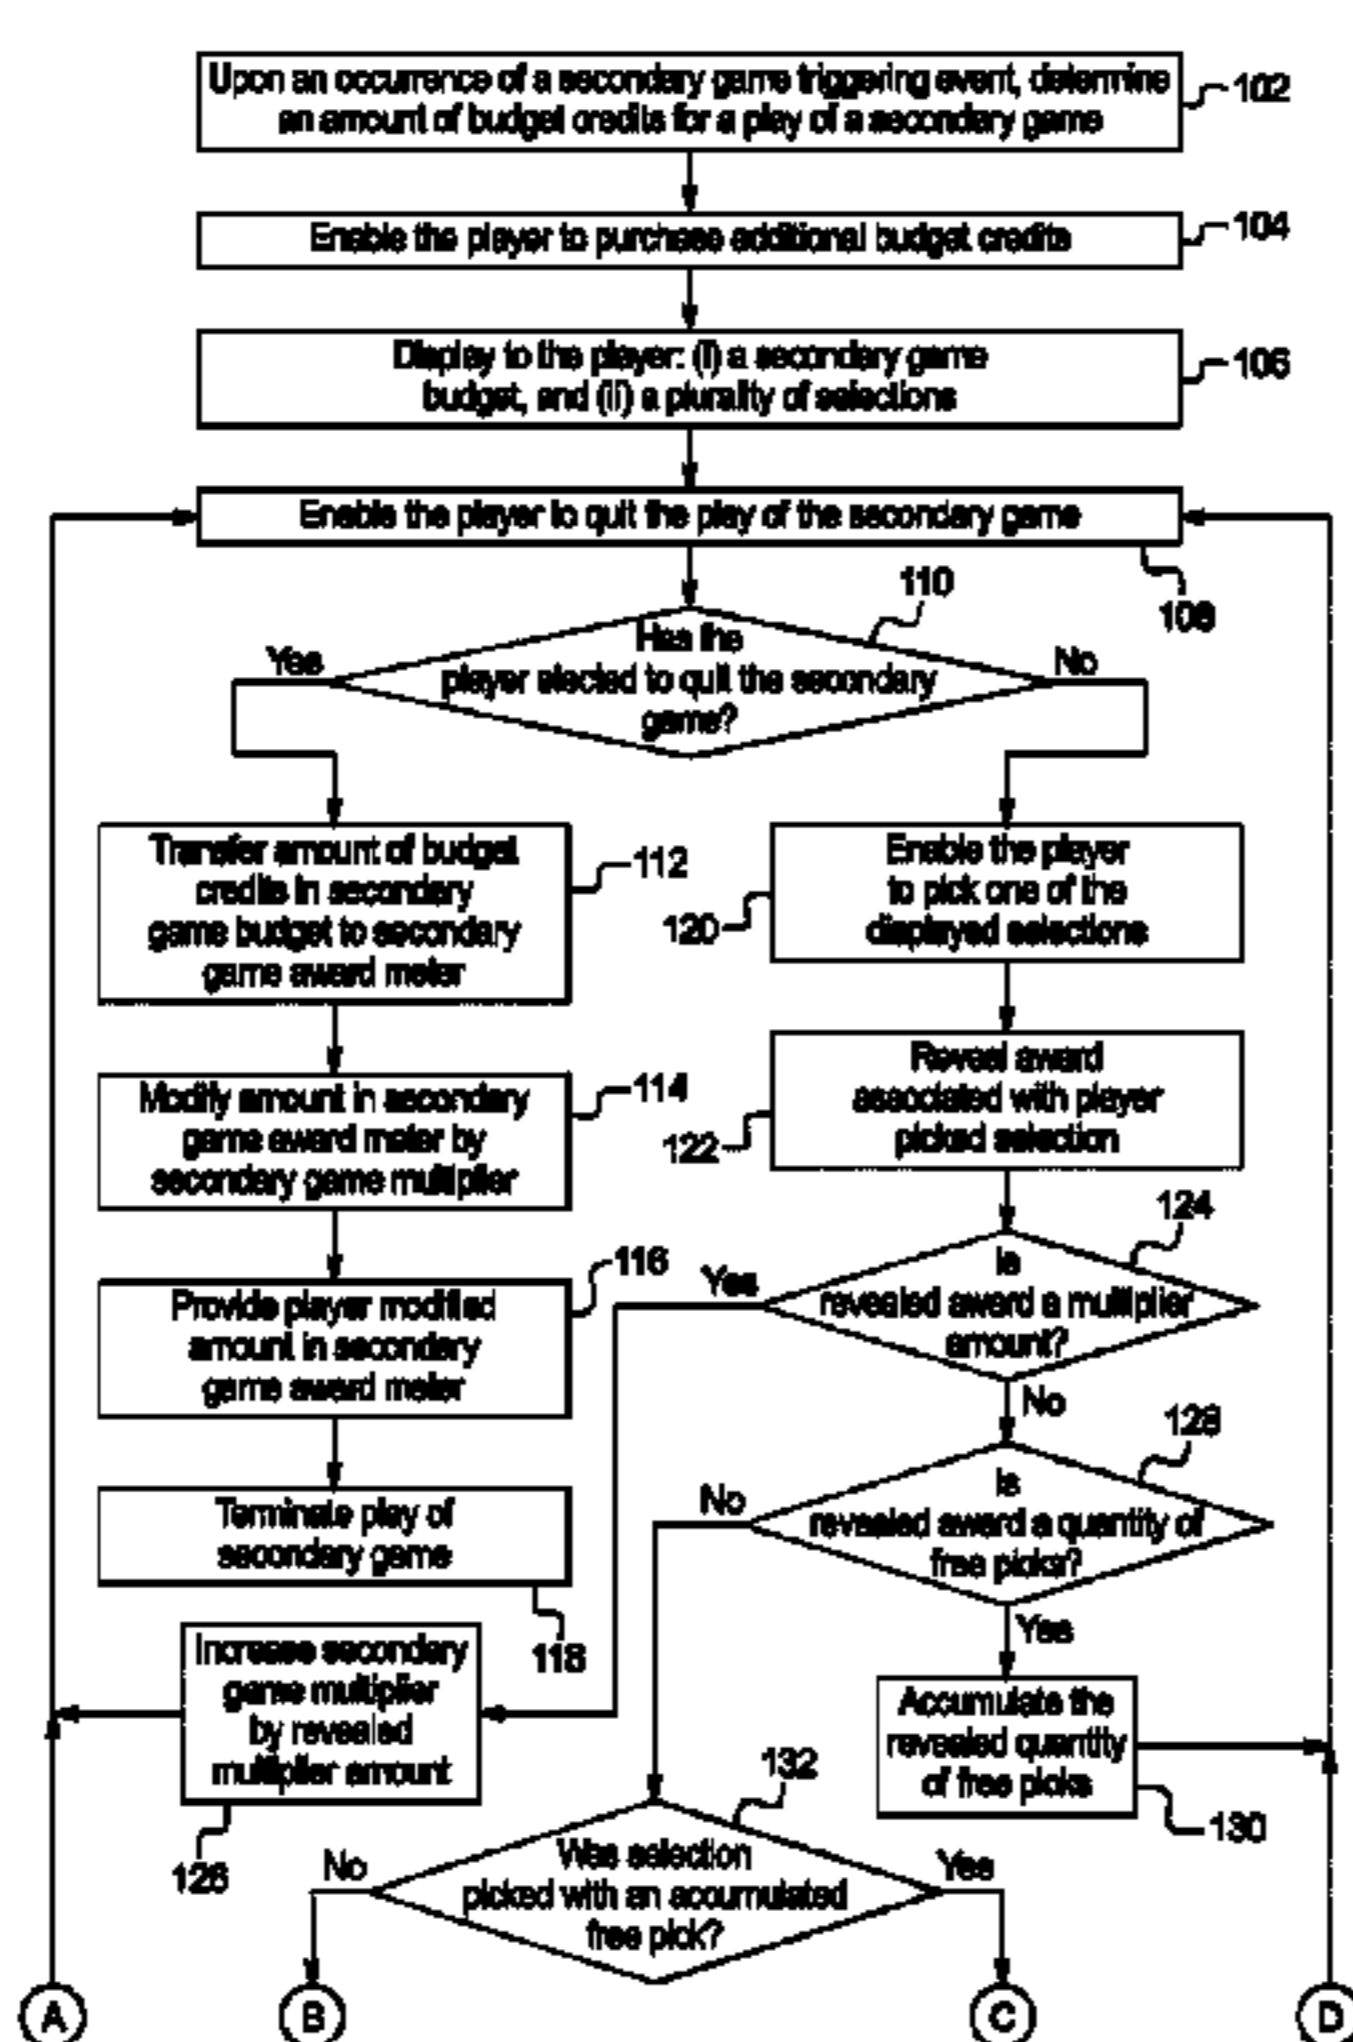 Upon an occurrence of a secondary game triggering event, determine
an amount of budget credits for a play of a secondary game
102
Enable the player to purchase additional budget credits
104
Display to the player: (i) a secondary game
budget, and (ii) a plurality of selections
106
Enable the player to quit the play of the secondary game
108
110
Has the
player elected to quit the secondary
game?
Yes
No
Transfer amount of budget
credits in secondary
game budget to secondary
game award meter
112
Enable the player
to pick one of the
displayed selections
120
Modify amount in secondary
game award meter by
secondary game multiplier
114
Reveal award
associated with player
picked selection
122
Provide player modified
amount in secondary
game award meter
116
124
Is
revealed award a multiplier
amount?
Yes
No
128
Is
revealed award a quantity of
free picks?
No
Yes
Terminate play of
secondary game
118
Increase secondary
game multiplier
by revealed
multiplier amount
126
Accumulate the
revealed quantity
of free picks
130
132
Was selection
picked with an accumulated
free pick?
No
Yes
A
B
C
D